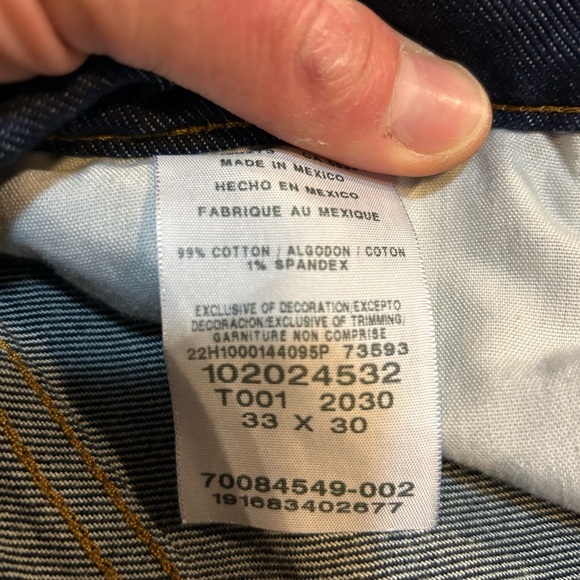 MADE IN MEXICO
HECHO EN MEXICO
FABRIQUE AU MEXIQUE
99% COTTON / ALGODON / COTON
1% SPANDEX
EXCLUSIVE OF DECORATION/EXCEPTO
DECORACION/EXCLUSIVE OF TRIMMING/
GARNITURE NON COMPRISE
22H1000144095P 73593
102024532
T001 2030
33 X 30
70084549-002
191683402677